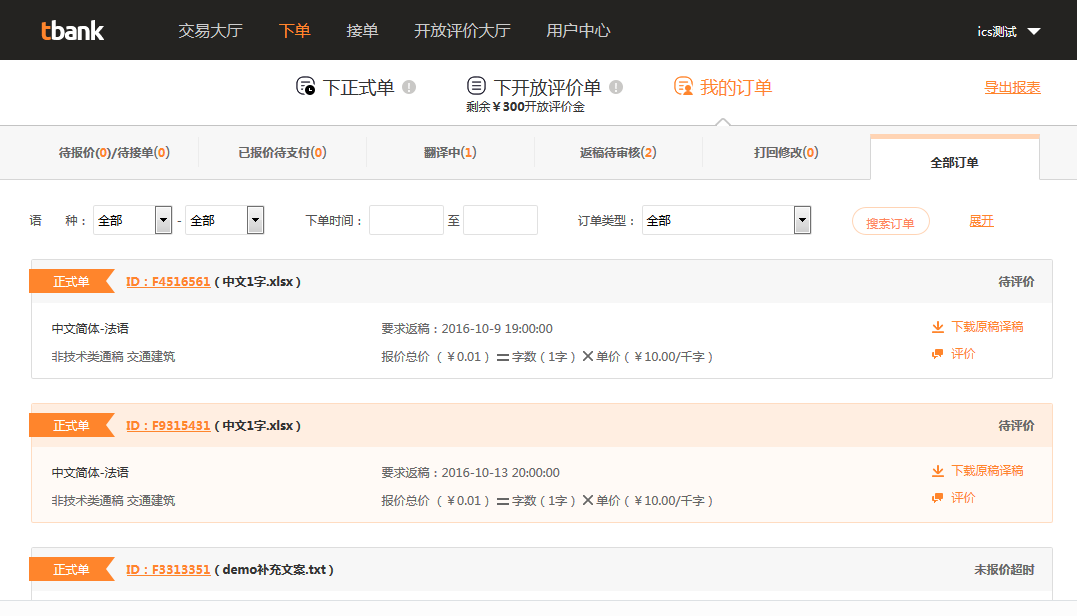 tbank 交易大厅 下单 接单 开放评价大厅 用户中心 ics测试
下正式单 下开放评价单 我的订单 导出报表
剩余￥300开放评价金
待报价(0)/待接单(0) 已报价待支付(0) 翻译中(1) 返稿待审核(2) 打回修改(0) 全部订单
语 种： 全部 - 全部 下单时间： 至 订单类型： 全部 搜索订单 展开
正式单 ID：F4516561 ( 中文1字.xlsx ) 待评价
中文简体-法语 要求返稿：2016-10-9 19:00:00 下载原稿译稿
非技术类通稿 交通建筑 报价总价 ( ￥0.01 ) = 字数 ( 1字 ) × 单价 ( ￥10.00/千字 ) 评价
正式单 ID：F9315431 ( 中文1字.xlsx ) 待评价
中文简体-法语 要求返稿：2016-10-13 20:00:00 下载原稿译稿
非技术类通稿 交通建筑 报价总价 ( ￥0.01 ) = 字数 ( 1字 ) × 单价 ( ￥10.00/千字 ) 评价
正式单 ID：F3313351 ( demo补充文案.txt ) 未报价超时